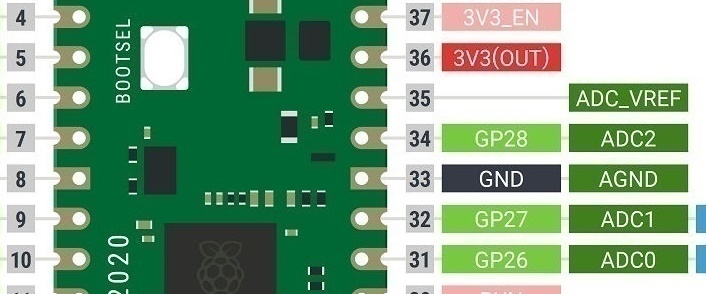 4 37 3V3_EN
5 BOOTSEL 36 3V3(OUT)
6 35 ADC_VREF
7 34 GP28 ADC2
8 33 GND AGND
9 32 GP27 ADC1
10 2020 31 GP26 ADC0